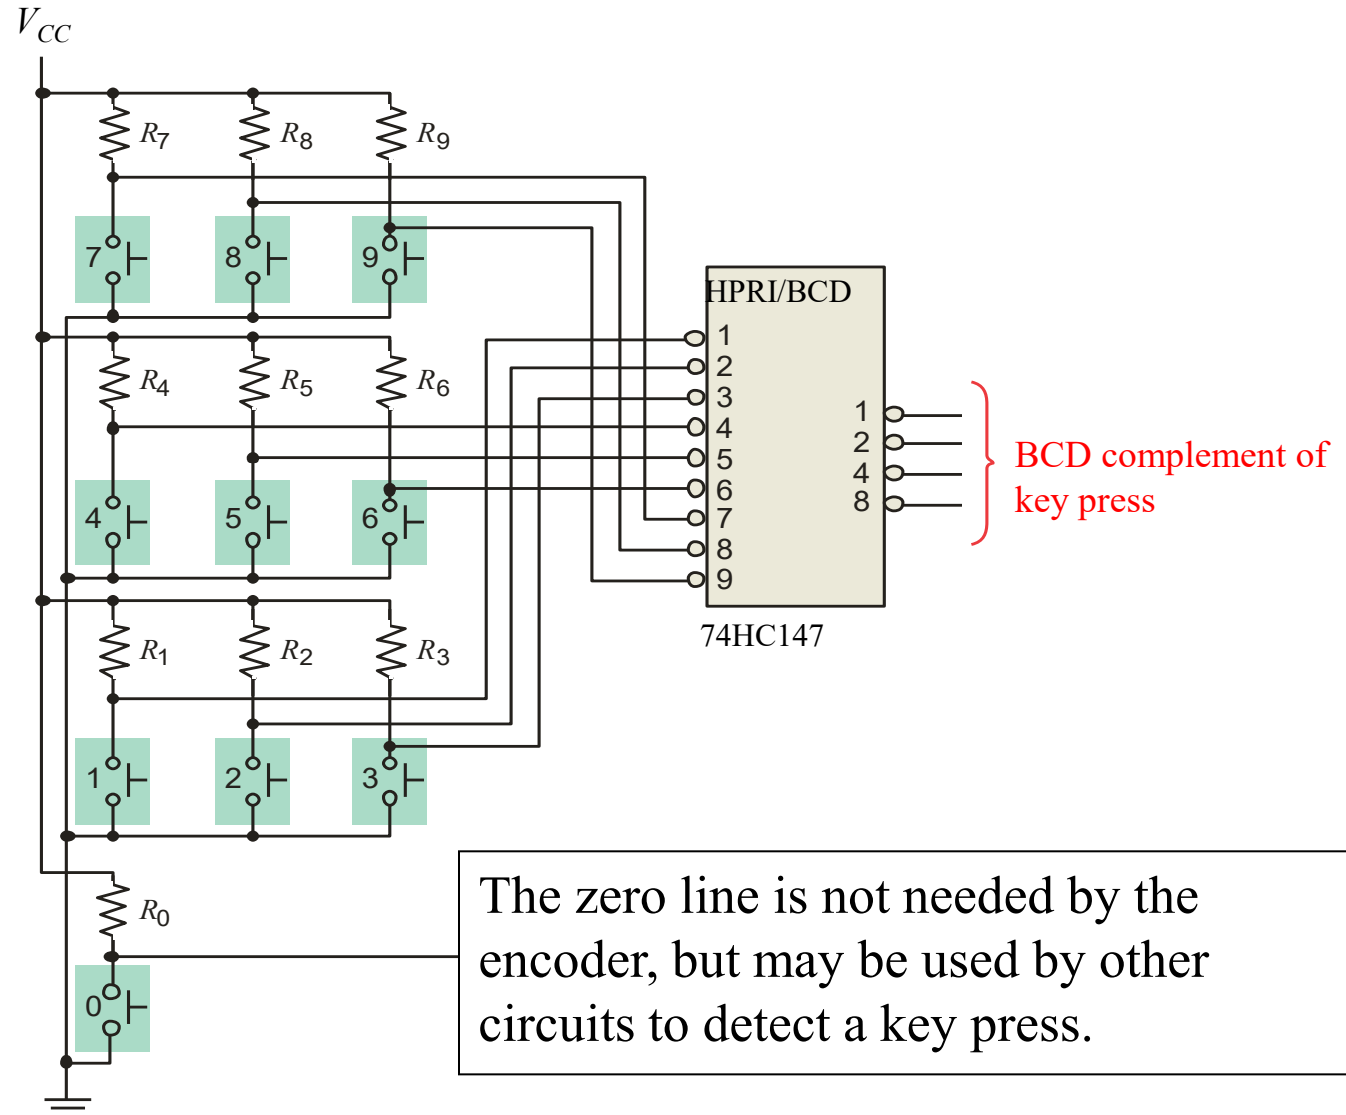 V_CC
R7 R8 R9
7 8 9
HPRI/BCD
1
2
3
4
5
6
7
8
9
1
2
4
8
BCD complement of
key press
74HC147
R4 R5 R6
4 5 6
R1 R2 R3
1 2 3
R0
0
The zero line is not needed by the
encoder, but may be used by other
circuits to detect a key press.